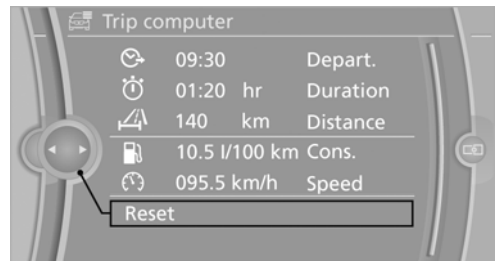 Trip computer
09:30 Depart.
01:20 hr Duration
140 km Distance
10.5 l/100 km Cons.
095.5 km/h Speed
Reset